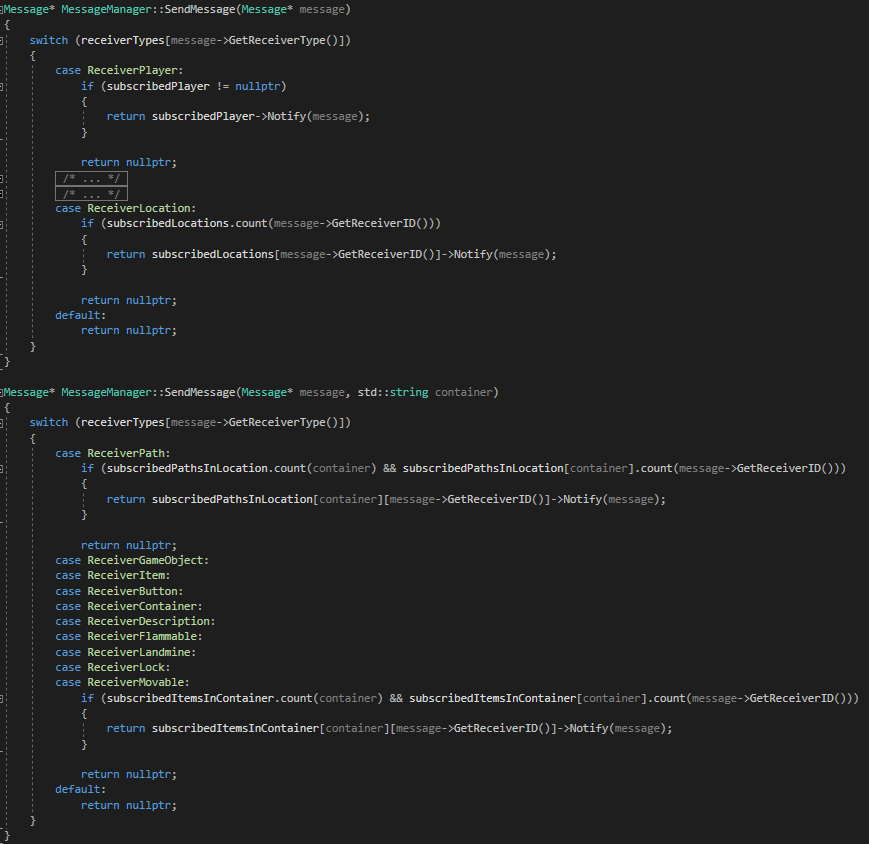 Message* MessageManager::SendMessage(Message* message)
{
    switch (receiverTypes[message->GetReceiverType()])
    {
        case ReceiverPlayer:
            if (subscribedPlayer != nullptr)
            {
                return subscribedPlayer->Notify(message);
            }

            return nullptr;
        /* ... */
        /* ... */
        case ReceiverLocation:
            if (subscribedLocations.count(message->GetReceiverID()))
            {
                return subscribedLocations[message->GetReceiverID()]->Notify(message);
            }

            return nullptr;
        default:
            return nullptr;
    }
}

Message* MessageManager::SendMessage(Message* message, std::string container)
{
    switch (receiverTypes[message->GetReceiverType()])
    {
        case ReceiverPath:
            if (subscribedPathsInLocation.count(container) && subscribedPathsInLocation[container].count(message->GetReceiverID()))
            {
                return subscribedPathsInLocation[container][message->GetReceiverID()]->Notify(message);
            }

            return nullptr;
        case ReceiverGameObject:
        case ReceiverItem:
        case ReceiverButton:
        case ReceiverContainer:
        case ReceiverDescription:
        case ReceiverFlammable:
        case ReceiverLandmine:
        case ReceiverLock:
        case ReceiverMovable:
            if (subscribedItemsInContainer.count(container) && subscribedItemsInContainer[container].count(message->GetReceiverID()))
            {
                return subscribedItemsInContainer[container][message->GetReceiverID()]->Notify(message);
            }

            return nullptr;
        default:
            return nullptr;
    }
}